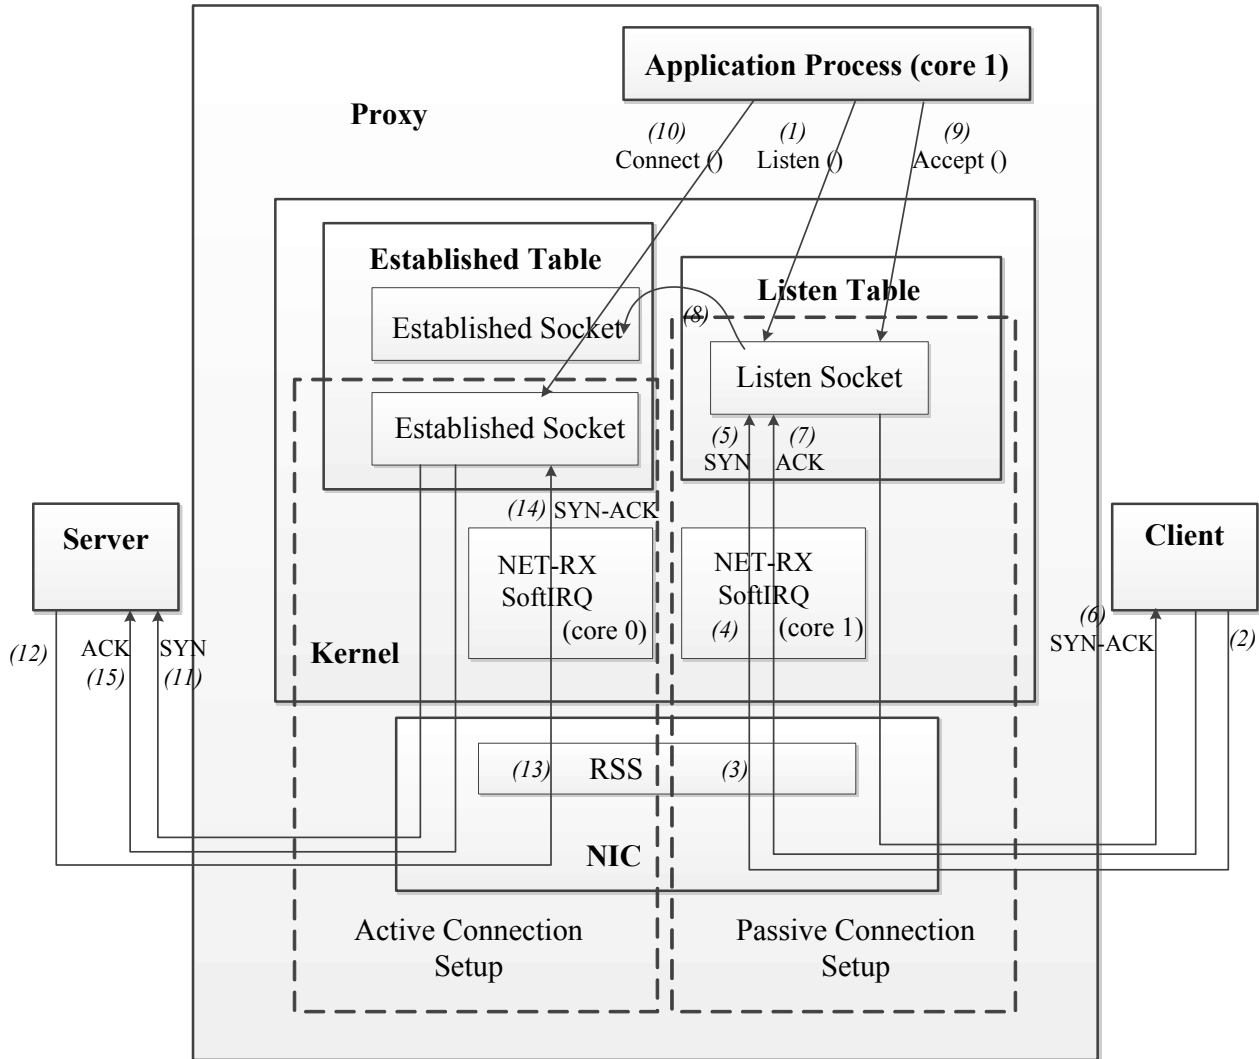 Application Process (core 1)
Proxy
(10)
Connect ()
(1)
Listen ()
(9)
Accept ()
Established Table
Established Socket
Established Socket
Listen Table
(8)
Listen Socket
(5)
SYN
(7)
ACK
(14) SYN-ACK
NET-RX
SoftIRQ
(core 0)
NET-RX
SoftIRQ
(4)
(core 1)
Kernel
Server
(12)
ACK
(15)
SYN
(11)
Client
(6)
SYN-ACK
(2)
(13) RSS (3)
NIC
Active Connection
Setup
Passive Connection
Setup